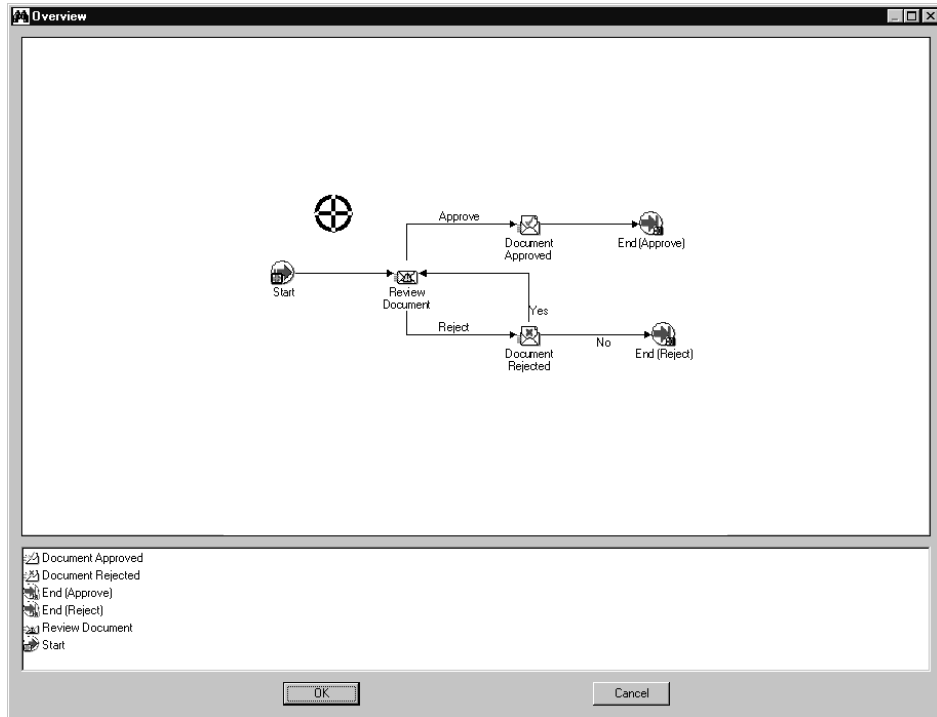 Overview
Approve
Document
Approved
End (Approve)
Start
Review
Document
Yes
Reject
Document
Rejected
No
End (Reject)
Document Approved
Document Rejected
End (Approve)
End (Reject)
Review Document
Start
OK
Cancel